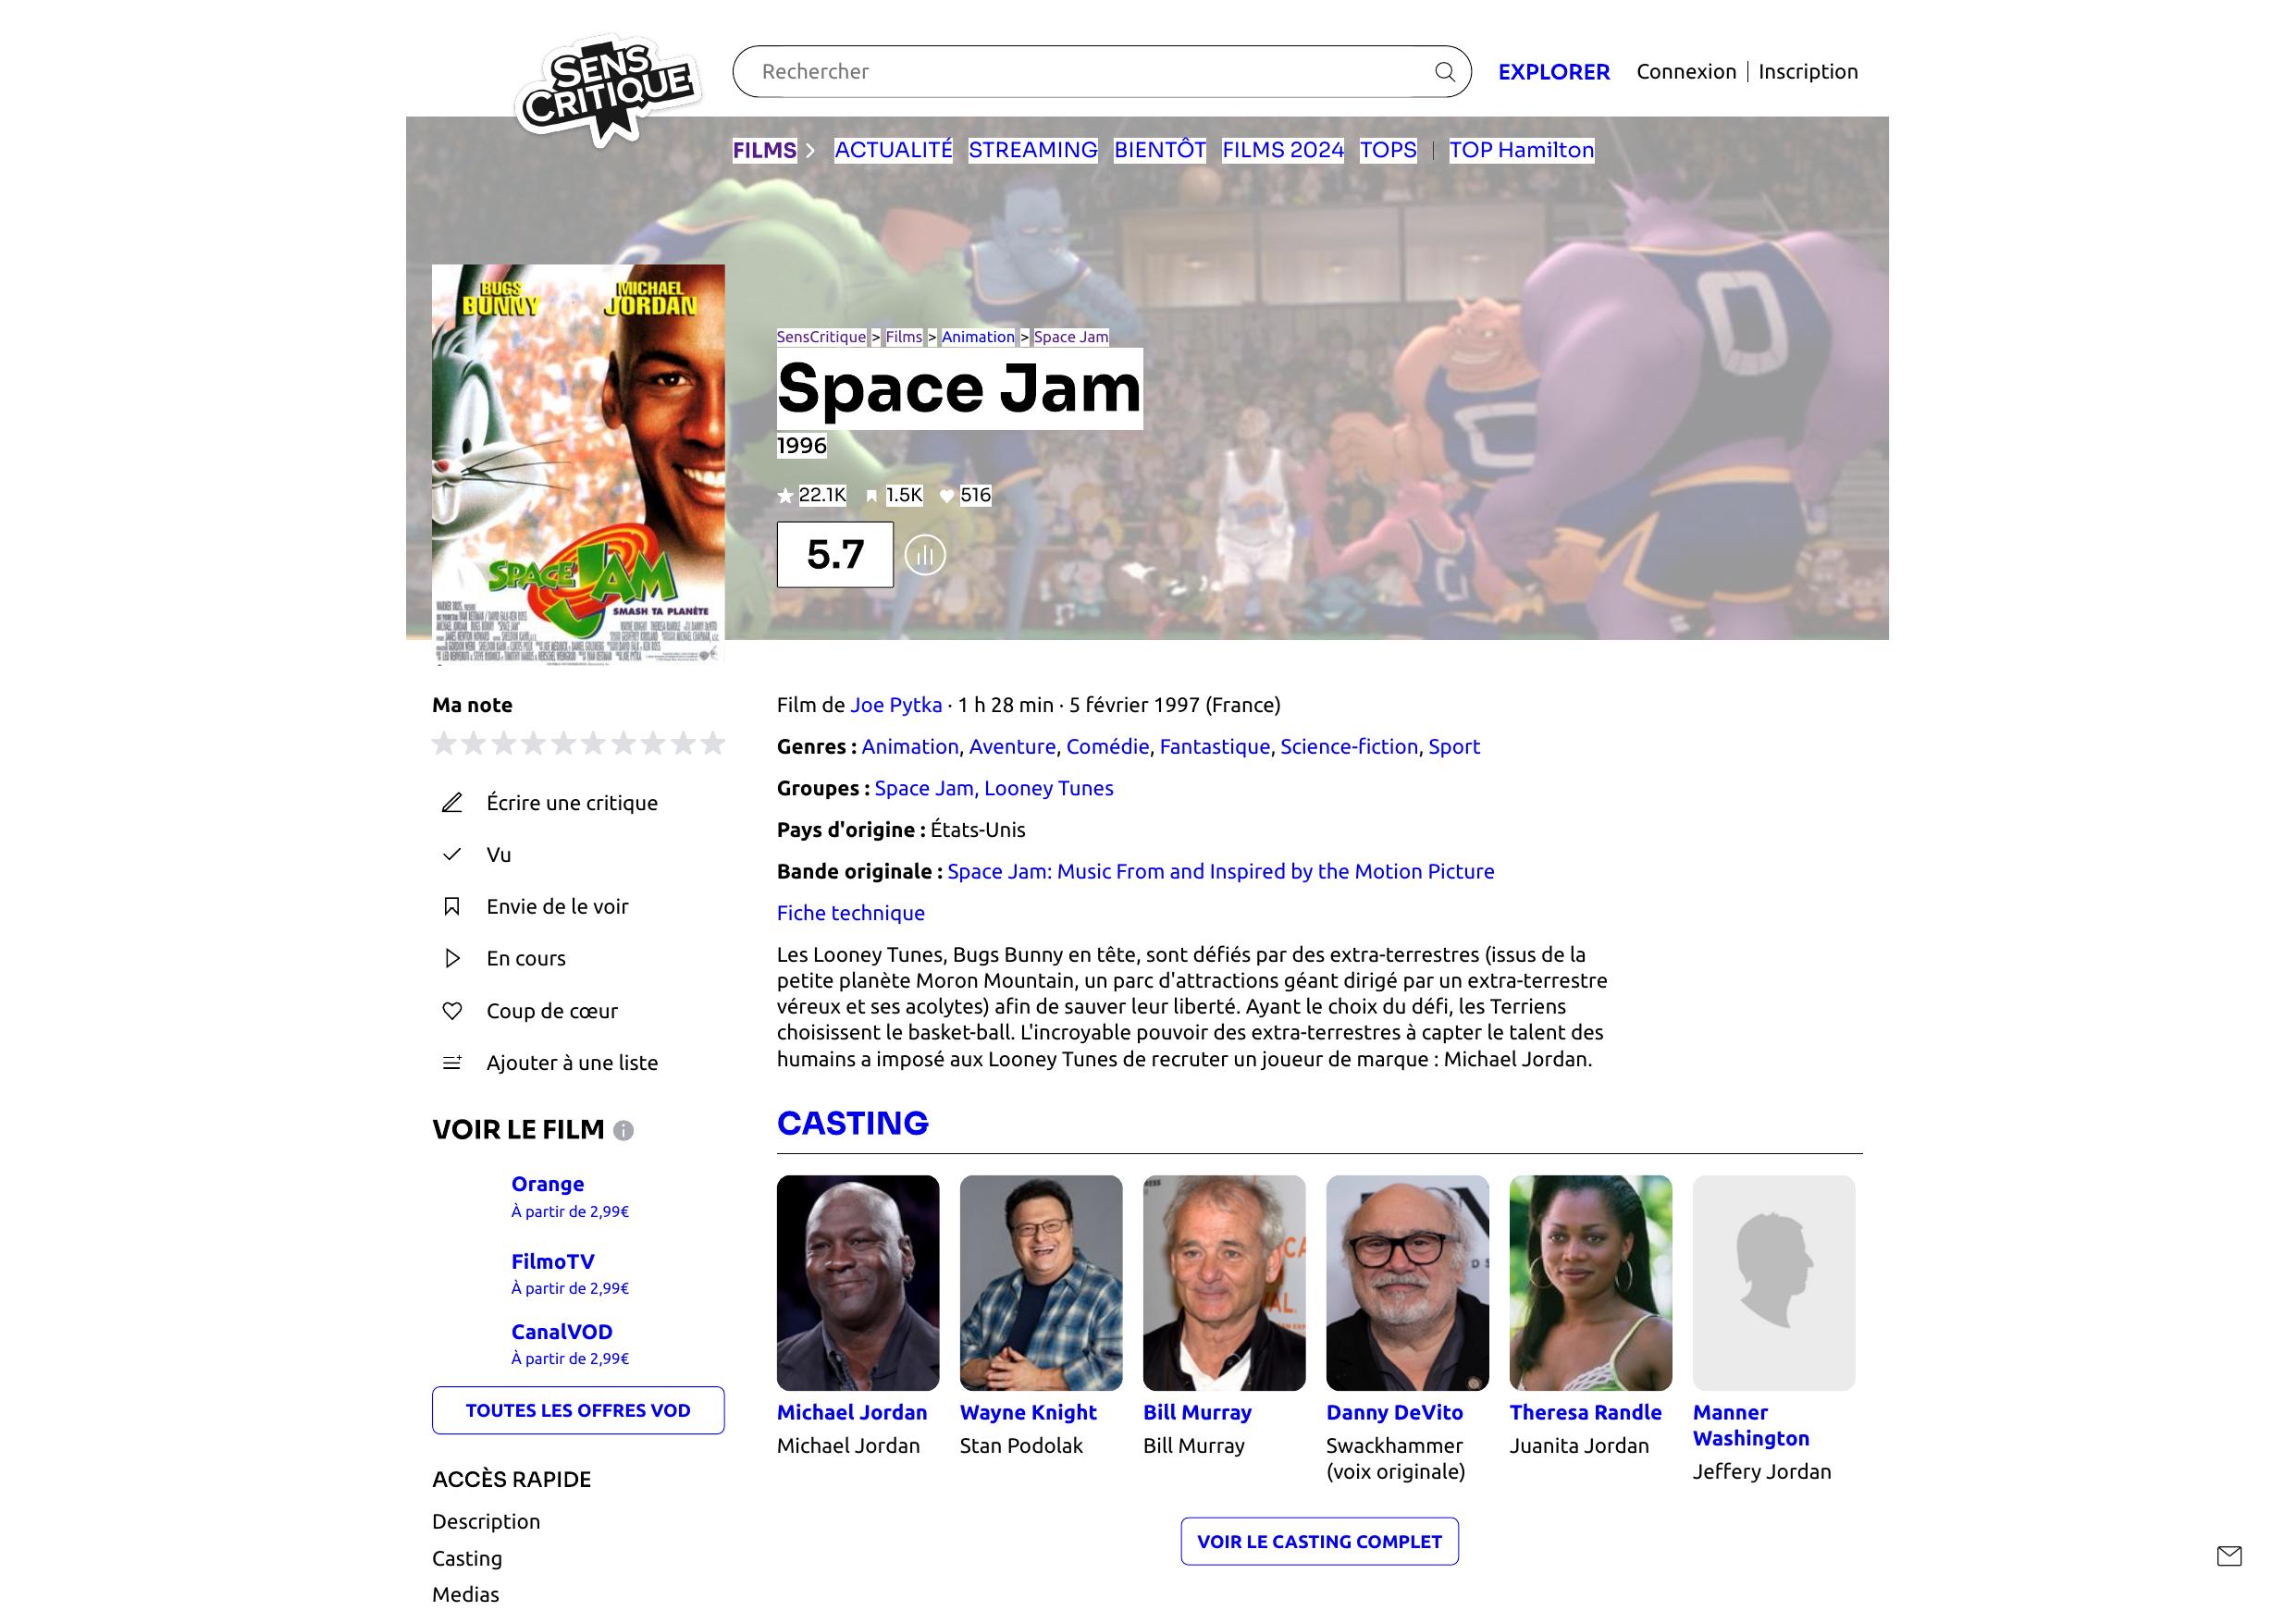 SENS
CRITIQUE
Rechercher
EXPLORER
Connexion | Inscription
FILMS
ACTUALITÉ
STREAMING
BIENTÔT
FILMS 2024
TOPS
TOP Hamilton
BUGS
BUNNY
MICHAEL
JORDAN
SPACE JAM
SMASH TA PLANÈTE
SensCritique > Films > Animation > Space Jam
Space Jam
1996
22.1K
1.5K
516
5.7
Ma note
Écrire une critique
Vu
Envie de le voir
En cours
Coup de cœur
Ajouter à une liste
VOIR LE FILM
Orange
À partir de 2,99€
FilmoTV
À partir de 2,99€
CanalVOD
À partir de 2,99€
TOUTES LES OFFRES VOD
ACCÈS RAPIDE
Description
Casting
Medias
Film de Joe Pytka · 1 h 28 min · 5 février 1997 (France)
Genres : Animation, Aventure, Comédie, Fantastique, Science-fiction, Sport
Groupes : Space Jam, Looney Tunes
Pays d'origine : États-Unis
Bande originale : Space Jam: Music From and Inspired by the Motion Picture
Fiche technique
Les Looney Tunes, Bugs Bunny en tête, sont défiés par des extra-terrestres (issus de la
petite planète Moron Mountain, un parc d'attractions géant dirigé par un extra-terrestre
véreux et ses acolytes) afin de sauver leur liberté. Ayant le choix du défi, les Terriens
choisissent le basket-ball. L'incroyable pouvoir des extra-terrestres à capter le talent des
humains a imposé aux Looney Tunes de recruter un joueur de marque : Michael Jordan.
CASTING
Michael Jordan
Michael Jordan
Wayne Knight
Stan Podolak
Bill Murray
Bill Murray
Danny DeVito
Swackhammer
(voix originale)
Theresa Randle
Juanita Jordan
Manner
Washington
Jeffery Jordan
VOIR LE CASTING COMPLET